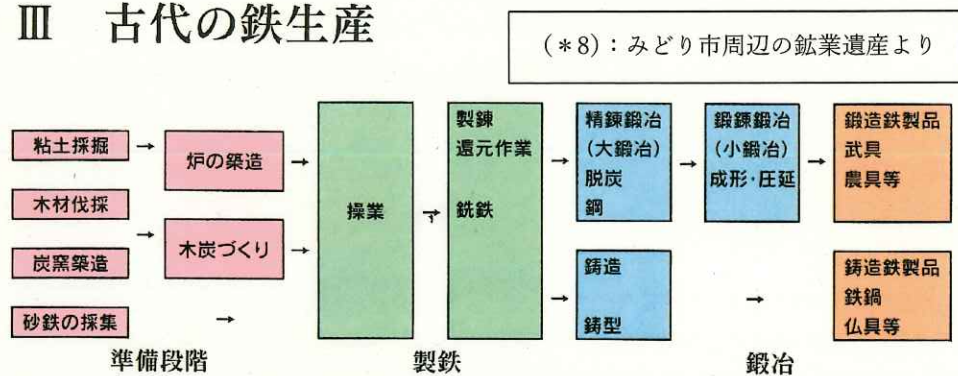 Ⅲ 古代の鉄生産
(*8):みどり市周辺の鉱業遺産より
粘土採掘
→
木材伐採
→
炭窯築造
砂鉄の採集
→
炉の築造
→
木炭づくり
→
操業
→
製錬
還元作業
銑鉄
→
→
精錬鍛冶
(大鍛冶)
脱炭
鋼
→
鍛錬鍛冶
(小鍛冶)
成形・圧延
→
鍛造鉄製品
武具
農具等
鋳造
鋳型
→
鋳造鉄製品
鉄鍋
仏具等
準備段階
製鉄
鍛冶